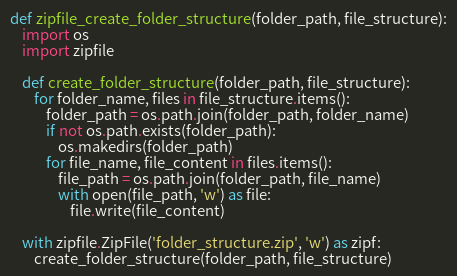 def zipfile_create_folder_structure(folder_path, file_structure):
    import os
    import zipfile

    def create_folder_structure(folder_path, file_structure):
        for folder_name, files in file_structure.items():
            folder_path = os.path.join(folder_path, folder_name)
            if not os.path.exists(folder_path):
                os.makedirs(folder_path)
            for file_name, file_content in files.items():
                file_path = os.path.join(folder_path, file_name)
                with open(file_path, 'w') as file:
                    file.write(file_content)

    with zipfile.ZipFile('folder_structure.zip', 'w') as zipf:
        create_folder_structure(folder_path, file_structure)